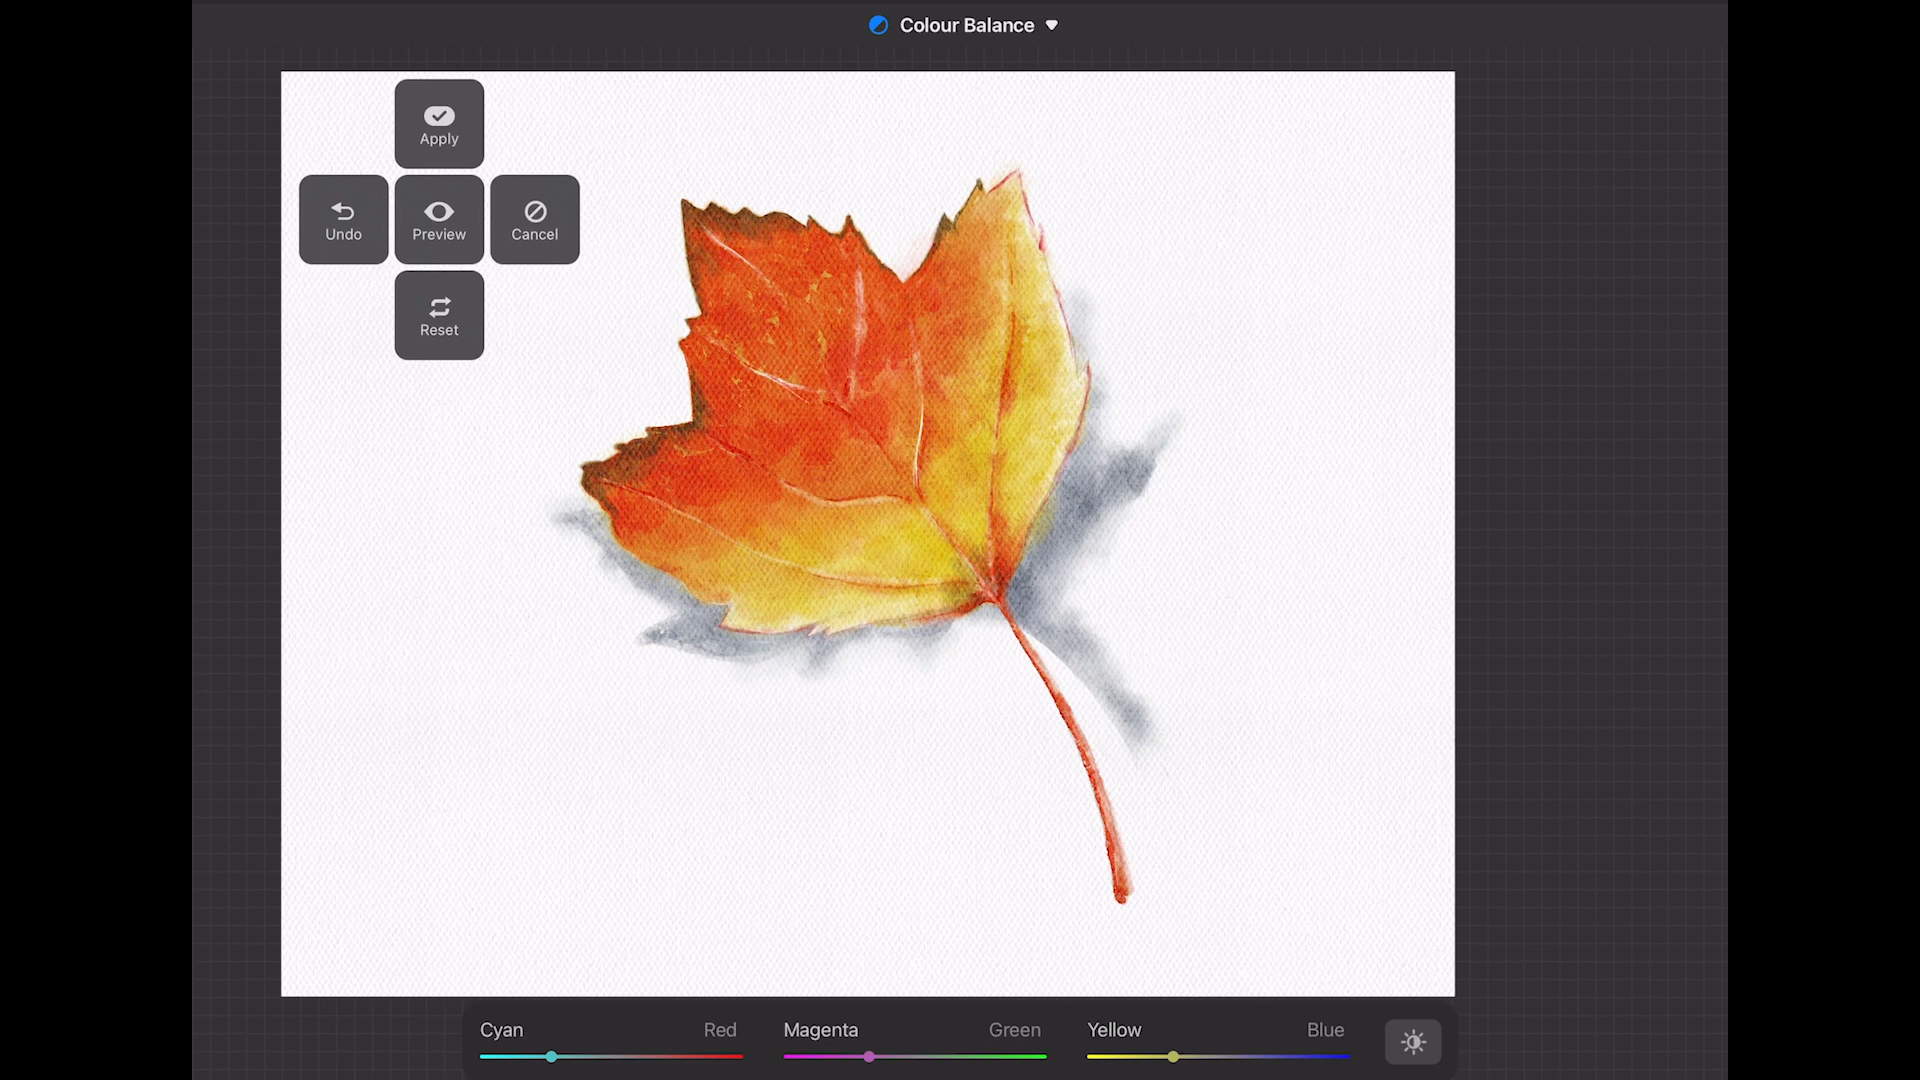 Colour Balance
Apply
Undo
Preview
Cancel
Reset
Cyan
Red
Magenta
Green
Yellow
Blue